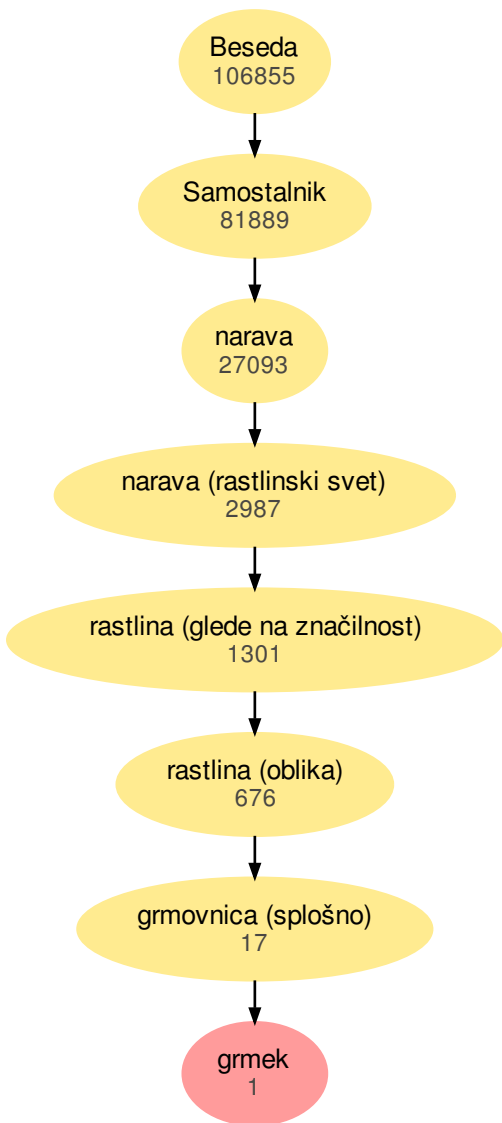 Beseda
106855
Samostalnik
81889
narava
27093
narava (rastlinski svet)
2987
rastlina (glede na značilnost)
1301
rastlina (oblika)
676
grmovnica (splošno)
17
grmek
1